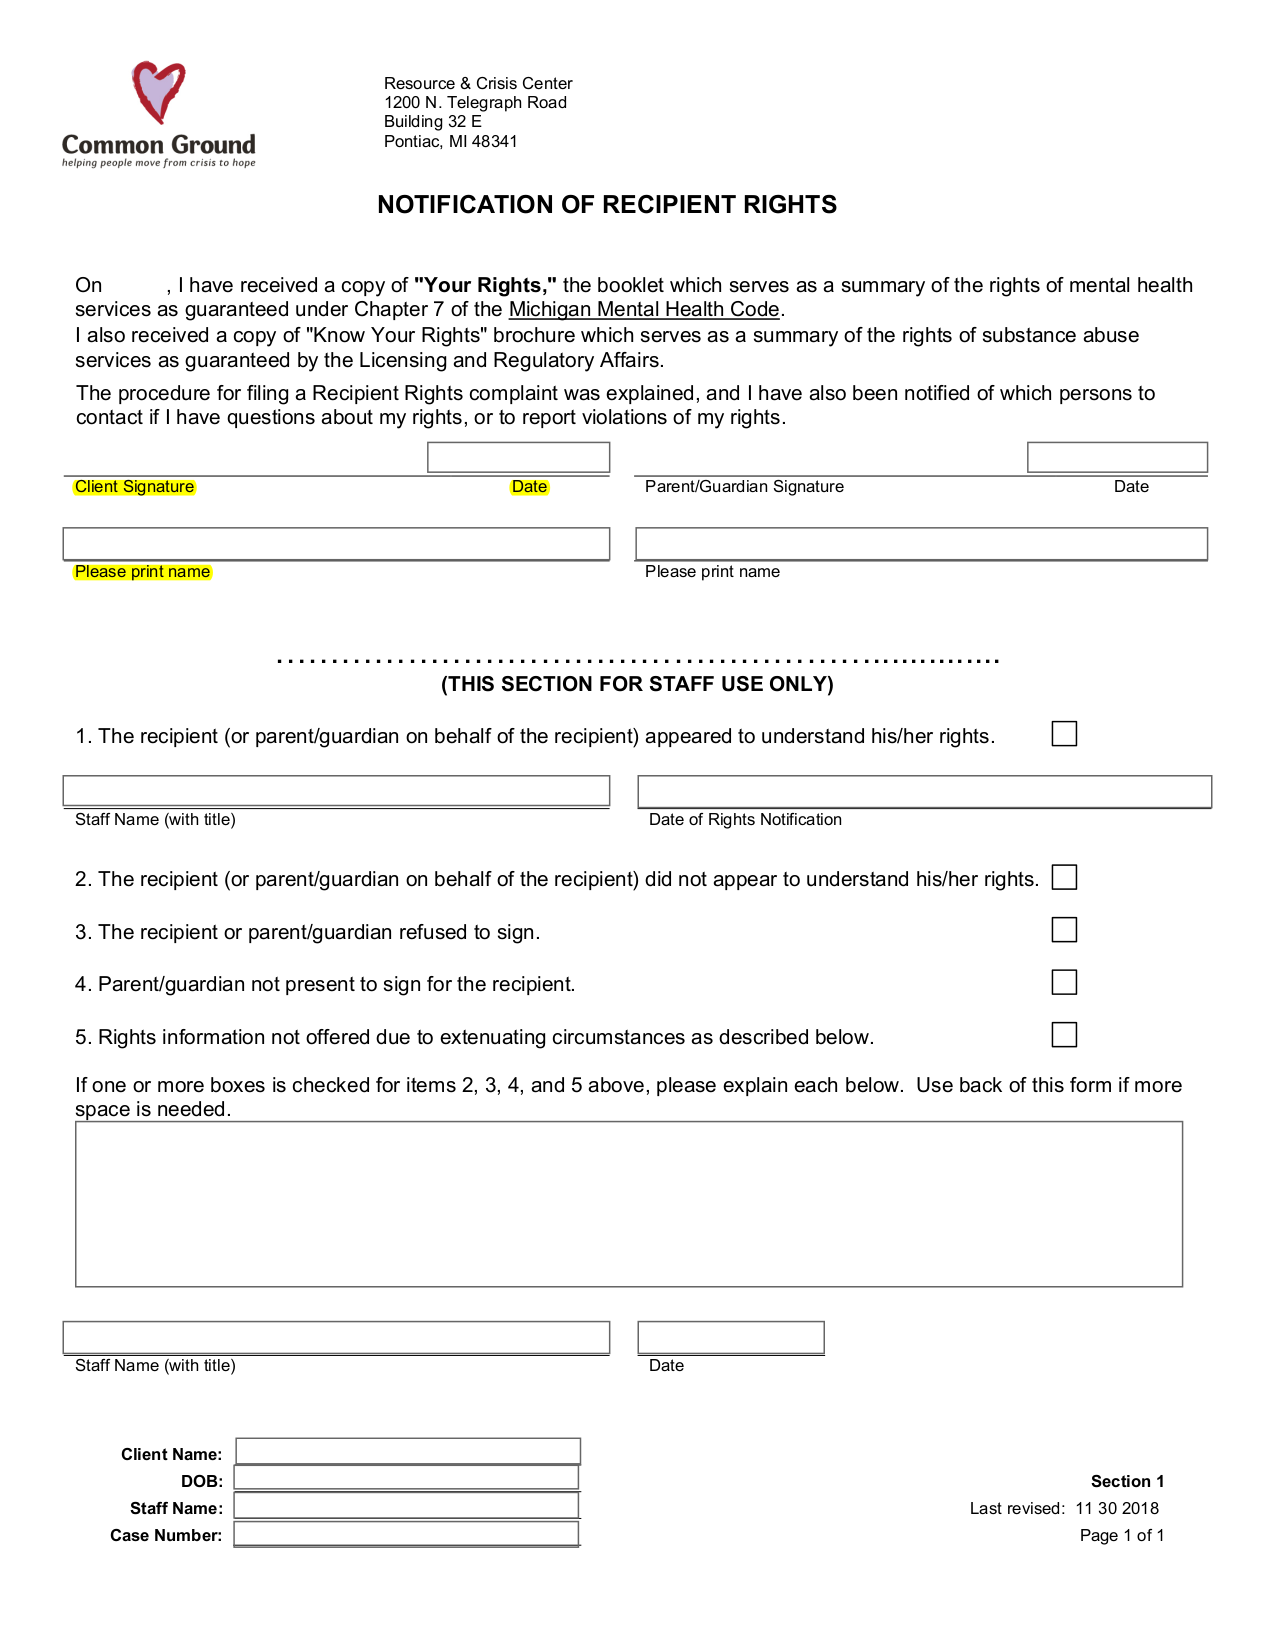 Common Ground
helping people move from crisis to hope
Resource & Crisis Center
1200 N. Telegraph Road
Building 32 E
Pontiac, MI 48341
NOTIFICATION OF RECIPIENT RIGHTS
On , I have received a copy of "Your Rights," the booklet which serves as a summary of the rights of mental health
services as guaranteed under Chapter 7 of the Michigan Mental Health Code.
I also received a copy of "Know Your Rights" brochure which serves as a summary of the rights of substance abuse
services as guaranteed by the Licensing and Regulatory Affairs.
The procedure for filing a Recipient Rights complaint was explained, and I have also been notified of which persons to
contact if I have questions about my rights, or to report violations of my rights.
Client Signature Date Parent/Guardian Signature Date
Please print name Please print name
(THIS SECTION FOR STAFF USE ONLY)
1. The recipient (or parent/guardian on behalf of the recipient) appeared to understand his/her rights.
Staff Name (with title) Date of Rights Notification
2. The recipient (or parent/guardian on behalf of the recipient) did not appear to understand his/her rights.
3. The recipient or parent/guardian refused to sign.
4. Parent/guardian not present to sign for the recipient.
5. Rights information not offered due to extenuating circumstances as described below.
If one or more boxes is checked for items 2, 3, 4, and 5 above, please explain each below. Use back of this form if more
space is needed.
Staff Name (with title) Date
Client Name:
DOB: Section 1
Staff Name: Last revised: 11 30 2018
Case Number: Page 1 of 1